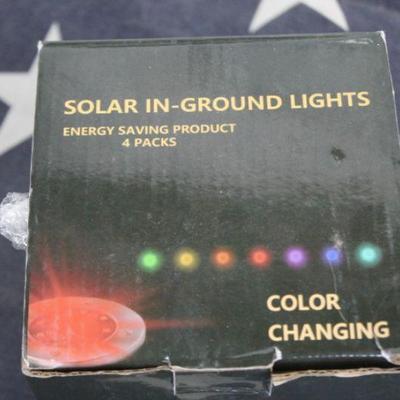 SOLAR IN-GROUND LIGHTS
ENERGY SAVING PRODUCT
4 PACKS
COLOR
CHANGING